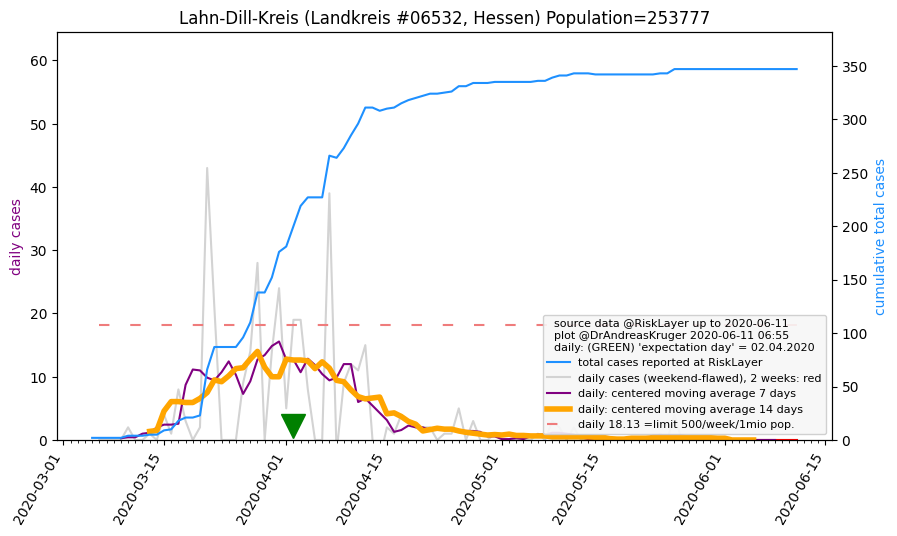 Lahn-Dill-Kreis (Landkreis #06532, Hessen) Population=253777
60
50
40
30
20
10
0
daily cases
350
300
250
200
150
100
50
0
cumulative total cases
source data @RiskLayer up to 2020-06-11
plot @DrAndreasKruger 2020-06-11 06:55
daily: (GREEN) 'expectation day' = 02.04.2020
total cases reported at RiskLayer
daily cases (weekend-flawed), 2 weeks: red
daily: centered moving average 7 days
daily: centered moving average 14 days
daily 18.13 =limit 500/week/1mio pop.
2020-03-01
2020-03-15
2020-04-01
2020-04-15
2020-05-01
2020-05-15
2020-06-01
2020-06-15